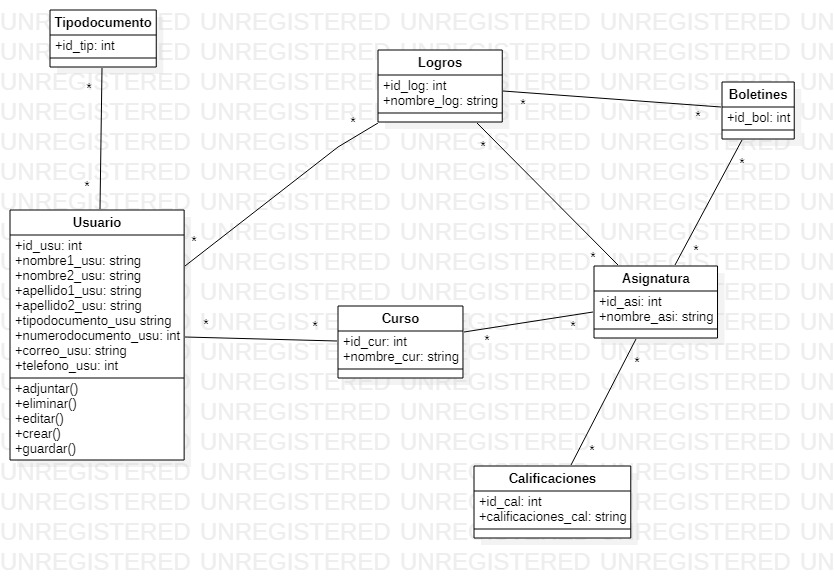 Tipodocumento
+id_tip: int
*
*
Logros
+id_log: int
+nombre_log: string
*
*
*
*
Boletines
+id_bol: int
*
*
*
Usuario
+id_usu: int
+nombre1_usu: string
+nombre2_usu: string
+apellido1_usu: string
+apellido2_usu: string
+tipodocumento_usu string
+numerodocumento_usu: int
+correo_usu: string
+telefono_usu: int
+adjuntar()
+eliminar()
+editar()
+crear()
+guardar()
*
*
*
Curso
+id_cur: int
+nombre_cur: string
*
*
Asignatura
+id_asi: int
+nombre_asi: string
*
*
Calificaciones
+id_cal: int
+calificaciones_cal: string
UNREGISTERED UNREGISTERED UNREGISTERED UNREGISTERED